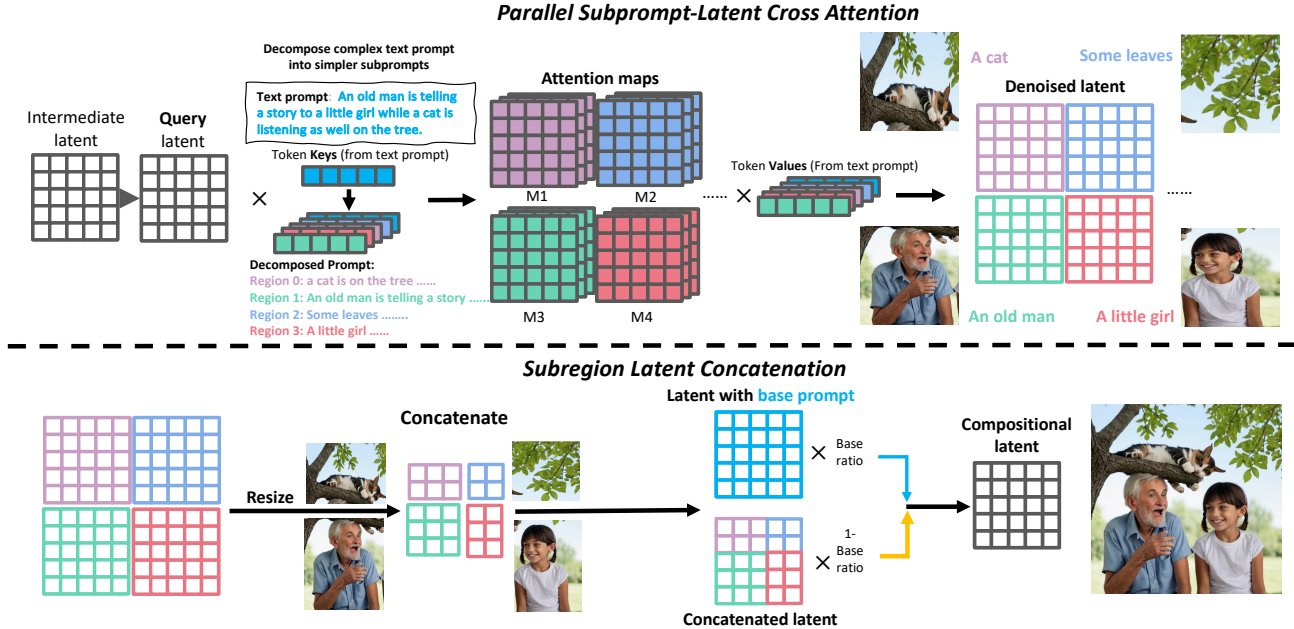 Parallel Subprompt-Latent Cross Attention
Decompose complex text prompt
into simpler subprompts
Text prompt: An old man is telling
a story to a little girl while a cat is
listening as well on the tree.
Intermediate
latent
Query
latent
×
Token Keys (from text prompt)
Decomposed Prompt:
Region 0: a cat is on the tree ......
Region 1: An old man is telling a story ......
Region 2: Some leaves ........
Region 3: A little girl ......
Attention maps
M1
M2
M3
M4
......
×
Token Values (From text prompt)
A cat
Some leaves
Denoised latent
......
An old man
A little girl
Subregion Latent Concatenation
Resize
Concatenate
Latent with base prompt
× Base
ratio
× 1-
Base
ratio
Concatenated latent
Compositional
latent